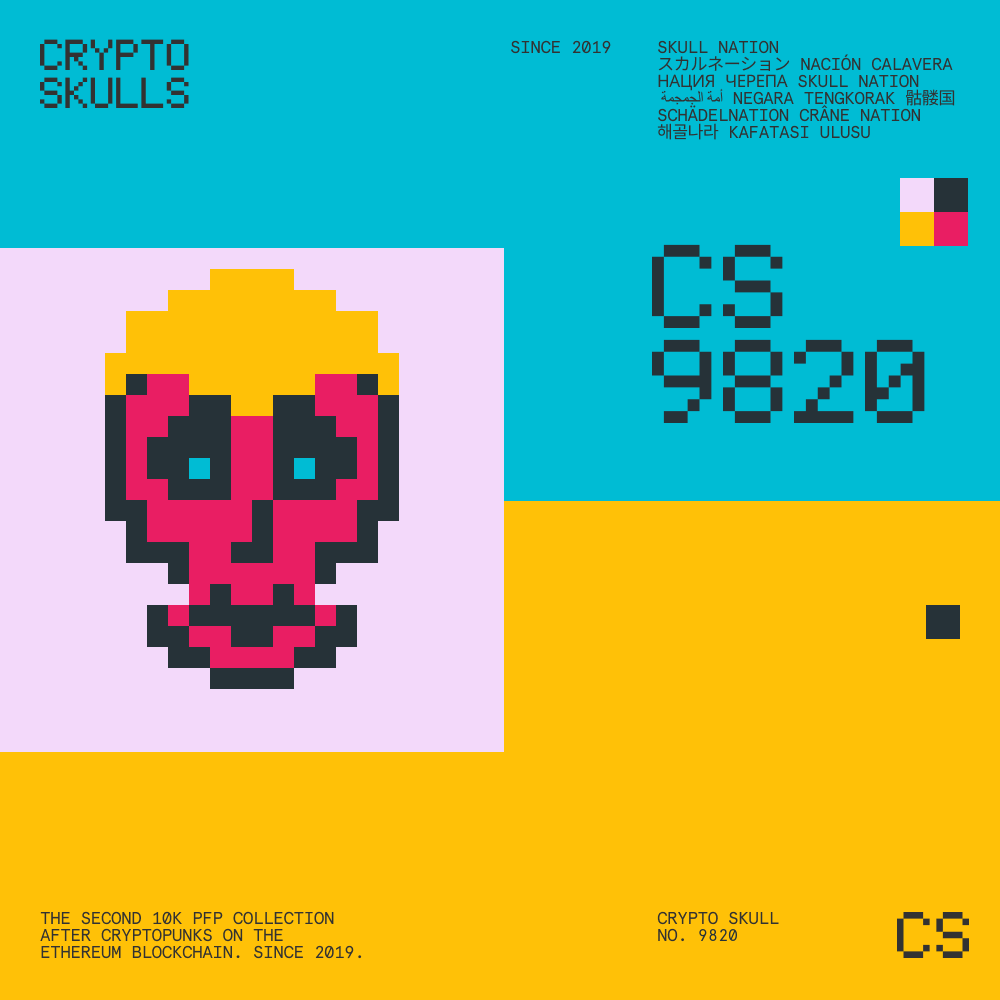 CRYPTO
SKULLS
SINCE 2019
SKULL NATION
スカルネーション NACIÓN CALAVERA
НАЦИЯ ЧЕРЕПА SKULL NATION
أمة الجمجمة NEGARA TENGKORAK 骷髅国
SCHÄDELNATION CRÂNE NATION
해골나라 KAFATASI ULUSU
CS
9820
THE SECOND 10K PFP COLLECTION
AFTER CRYPTOPUNKS ON THE
ETHEREUM BLOCKCHAIN. SINCE 2019.
CRYPTO SKULL
NO. 9820
CS